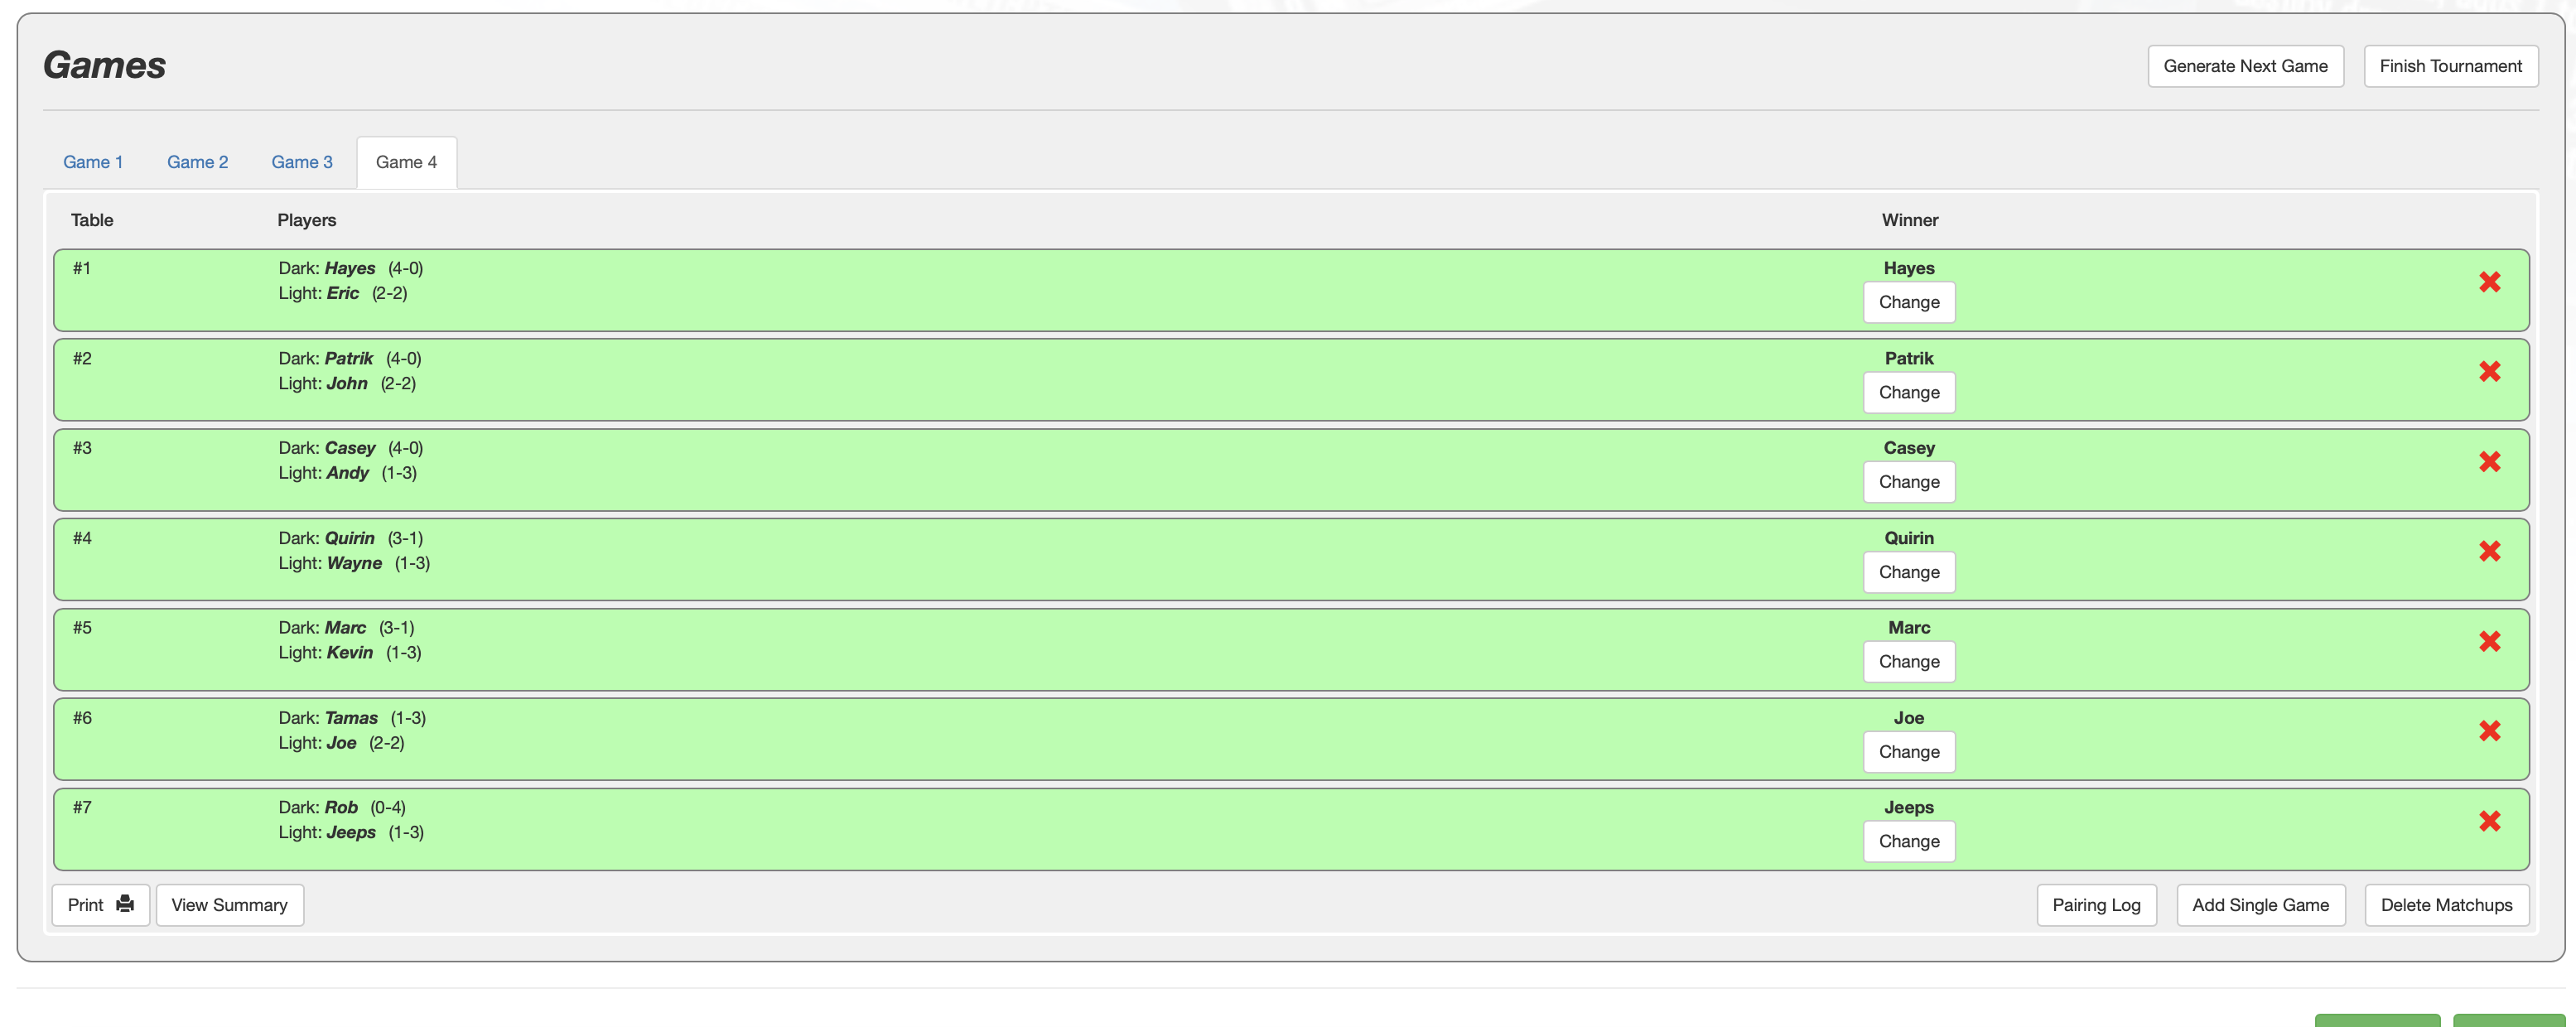 Games
Generate Next Game
Finish Tournament
Game 1
Game 2
Game 3
Game 4
Table Players Winner
#1
Dark: Hayes (4-0)
Light: Eric (2-2)
Hayes
Change
#2
Dark: Patrik (4-0)
Light: John (2-2)
Patrik
Change
#3
Dark: Casey (4-0)
Light: Andy (1-3)
Casey
Change
#4
Dark: Quirin (3-1)
Light: Wayne (1-3)
Quirin
Change
#5
Dark: Marc (3-1)
Light: Kevin (1-3)
Marc
Change
#6
Dark: Tamas (1-3)
Light: Joe (2-2)
Joe
Change
#7
Dark: Rob (0-4)
Light: Jeeps (1-3)
Jeeps
Change
Print
View Summary
Pairing Log
Add Single Game
Delete Matchups